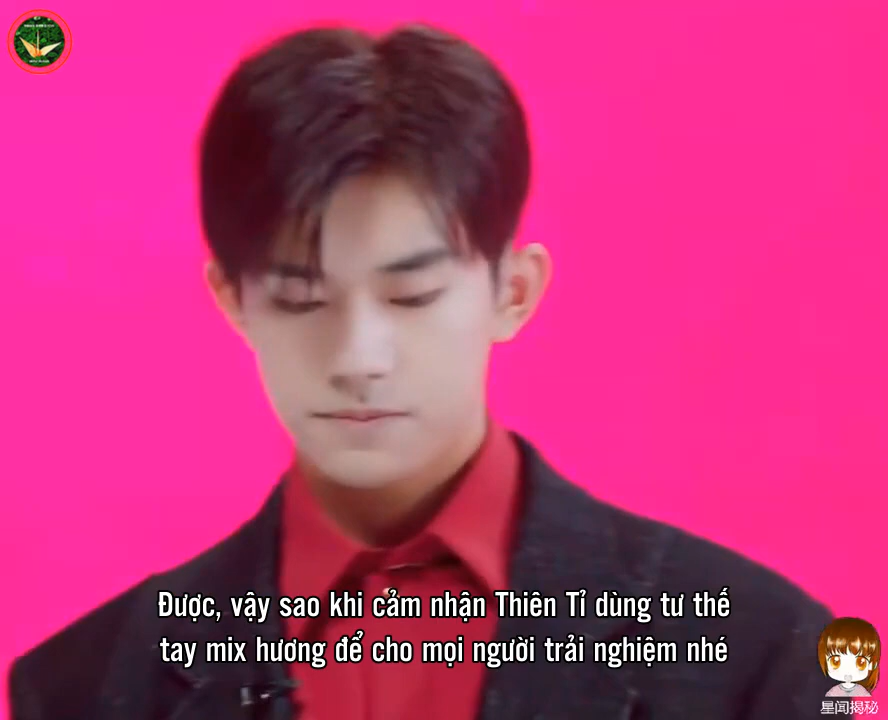 Được, vậy sao khi cảm nhận Thiên Tỉ dùng tư thế
tay mix hương để cho mọi người trải nghiệm nhé
星闻揭秘